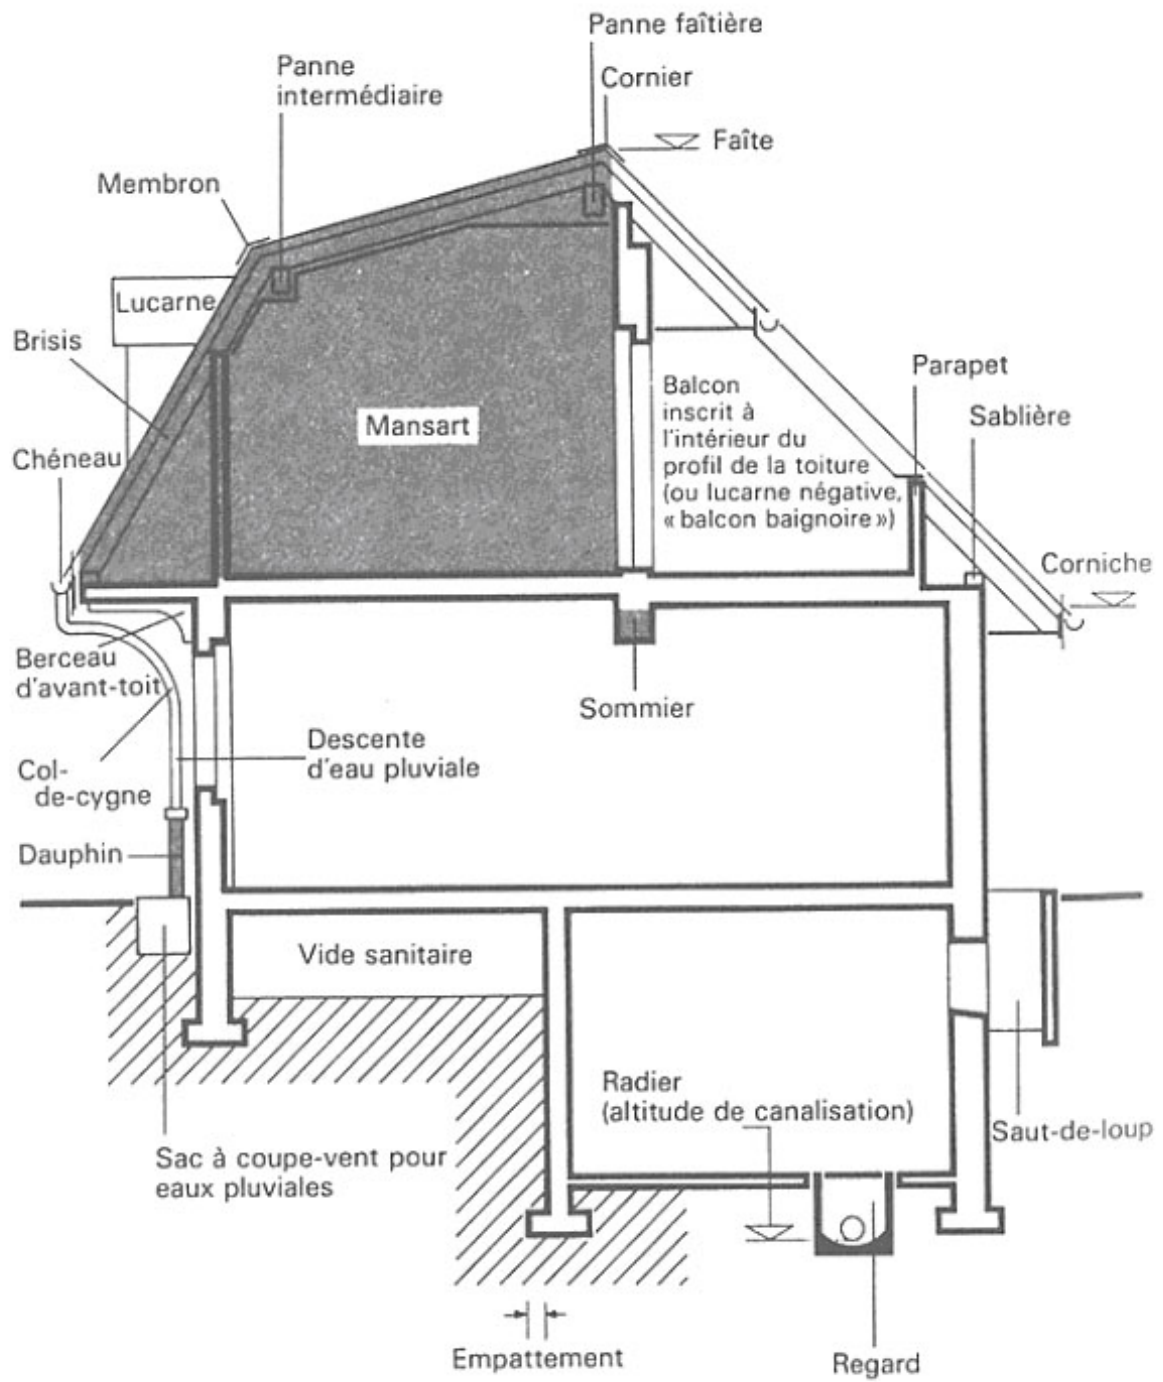 Panne faîtière
Panne
intermédiaire
Cornier
Faîte
Membron
Lucarne
Brisis
Parapet
Balcon
inscrit à
l'intérieur du
profil de la toiture
(ou lucarne négative,
« balcon baignoire »)
Sablière
Mansart
Chéneau
Corniche
Berceau
d'avant-toit
Sommier
Descente
d'eau pluviale
Col-
de-cygne
Dauphin
Vide sanitaire
Radier
(altitude de canalisation)
Saut-de-loup
Sac à coupe-vent pour
eaux pluviales
Empattement
Regard